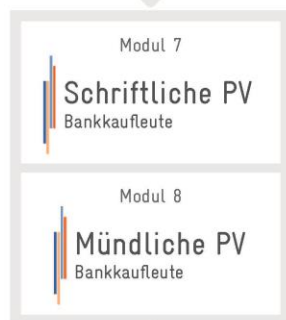 Modul 7
Schriftliche PV
Bankkaufleute
Modul 8
Mündliche PV
Bankkaufleute